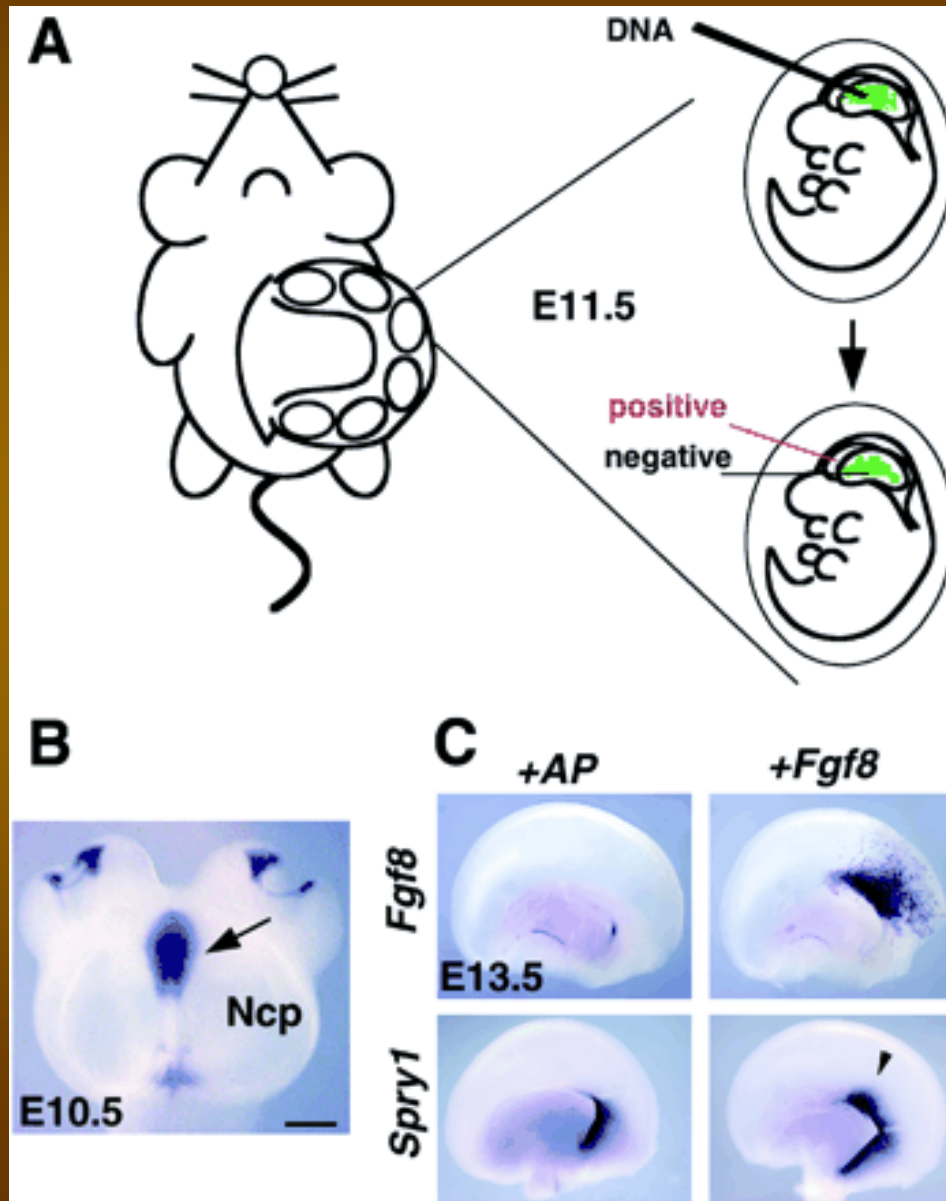 A
DNA
E11.5
positive
negative
B
Ncp
E10.5
C
+AP
+Fgf8
Fgf8
E13.5
Spry1